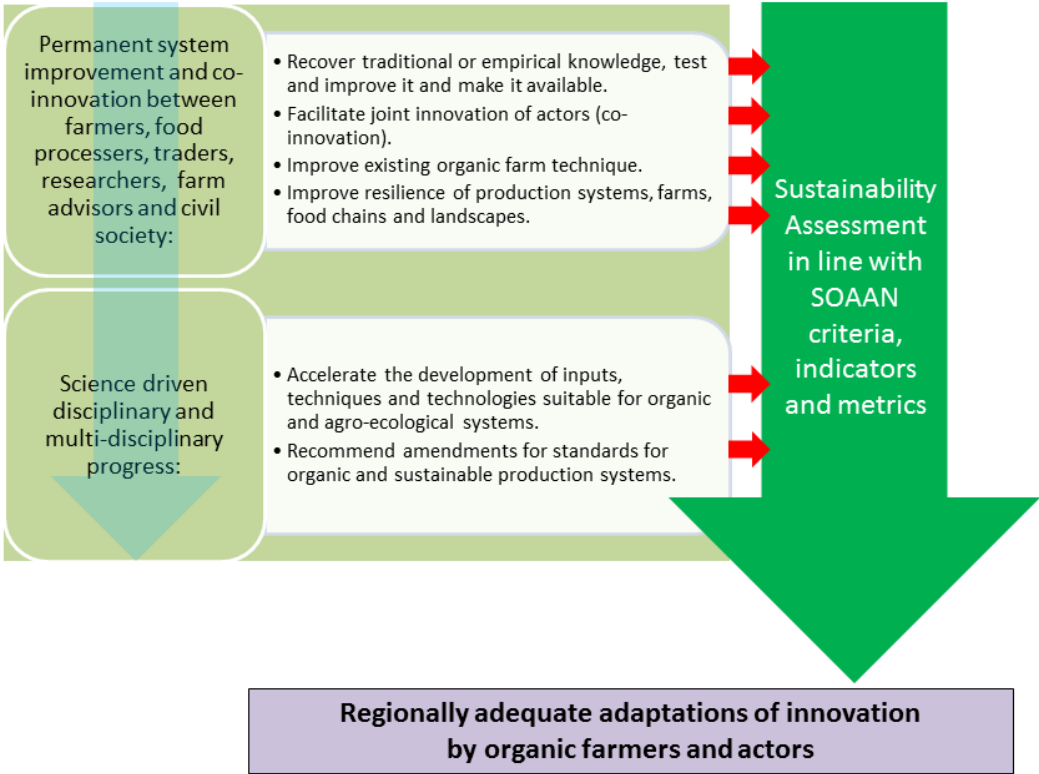 Permanent system
improvement and co-
innovation between
farmers, food
processers, traders,
researchers, farm
advisors and civil
society:
• Recover traditional or empirical knowledge, test
and improve it and make it available.
• Facilitate joint innovation of actors (co-
innovation).
• Improve existing organic farm technique.
• Improve resilience of production systems, farms,
food chains and landscapes.
Science driven
disciplinary and
multi-disciplinary
progress:
• Accelerate the development of inputs,
techniques and technologies suitable for organic
and agro-ecological systems.
• Recommend amendments for standards for
organic and sustainable production systems.
Sustainability
Assessment
in line with
SOAAN
criteria,
indicators
and metrics
Regionally adequate adaptations of innovation
by organic farmers and actors